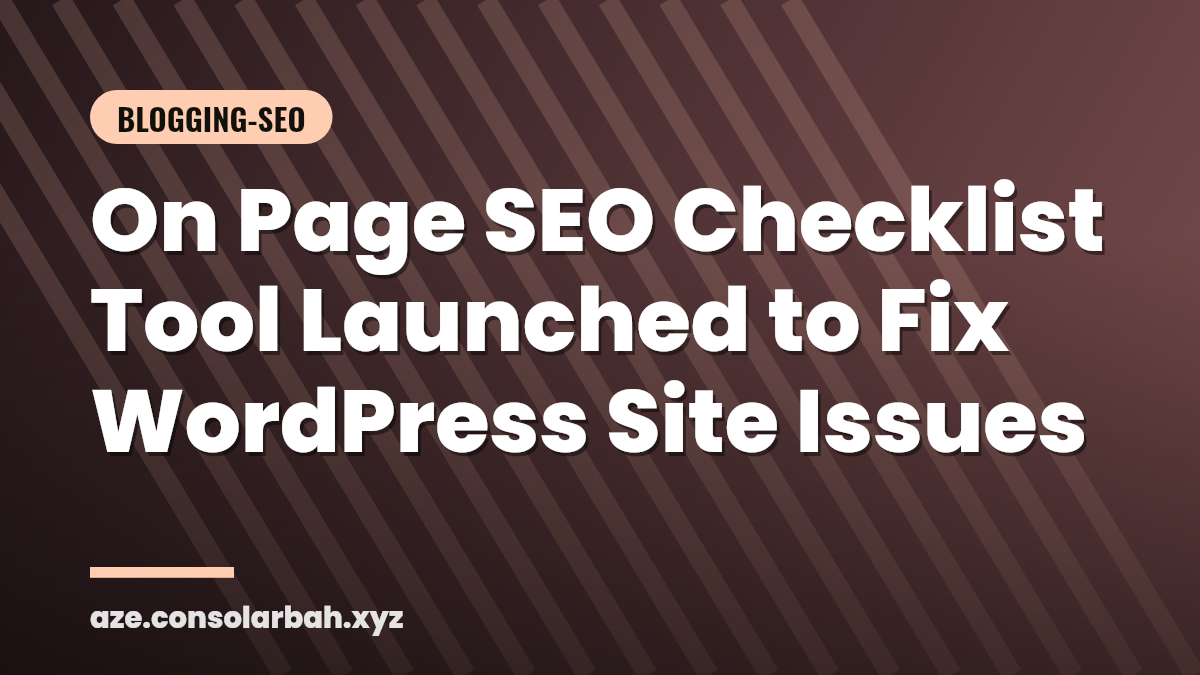 BLOGGING-SEO
On Page SEO Checklist
Tool Launched to Fix
WordPress Site Issues
aze.consolarbah.xyz